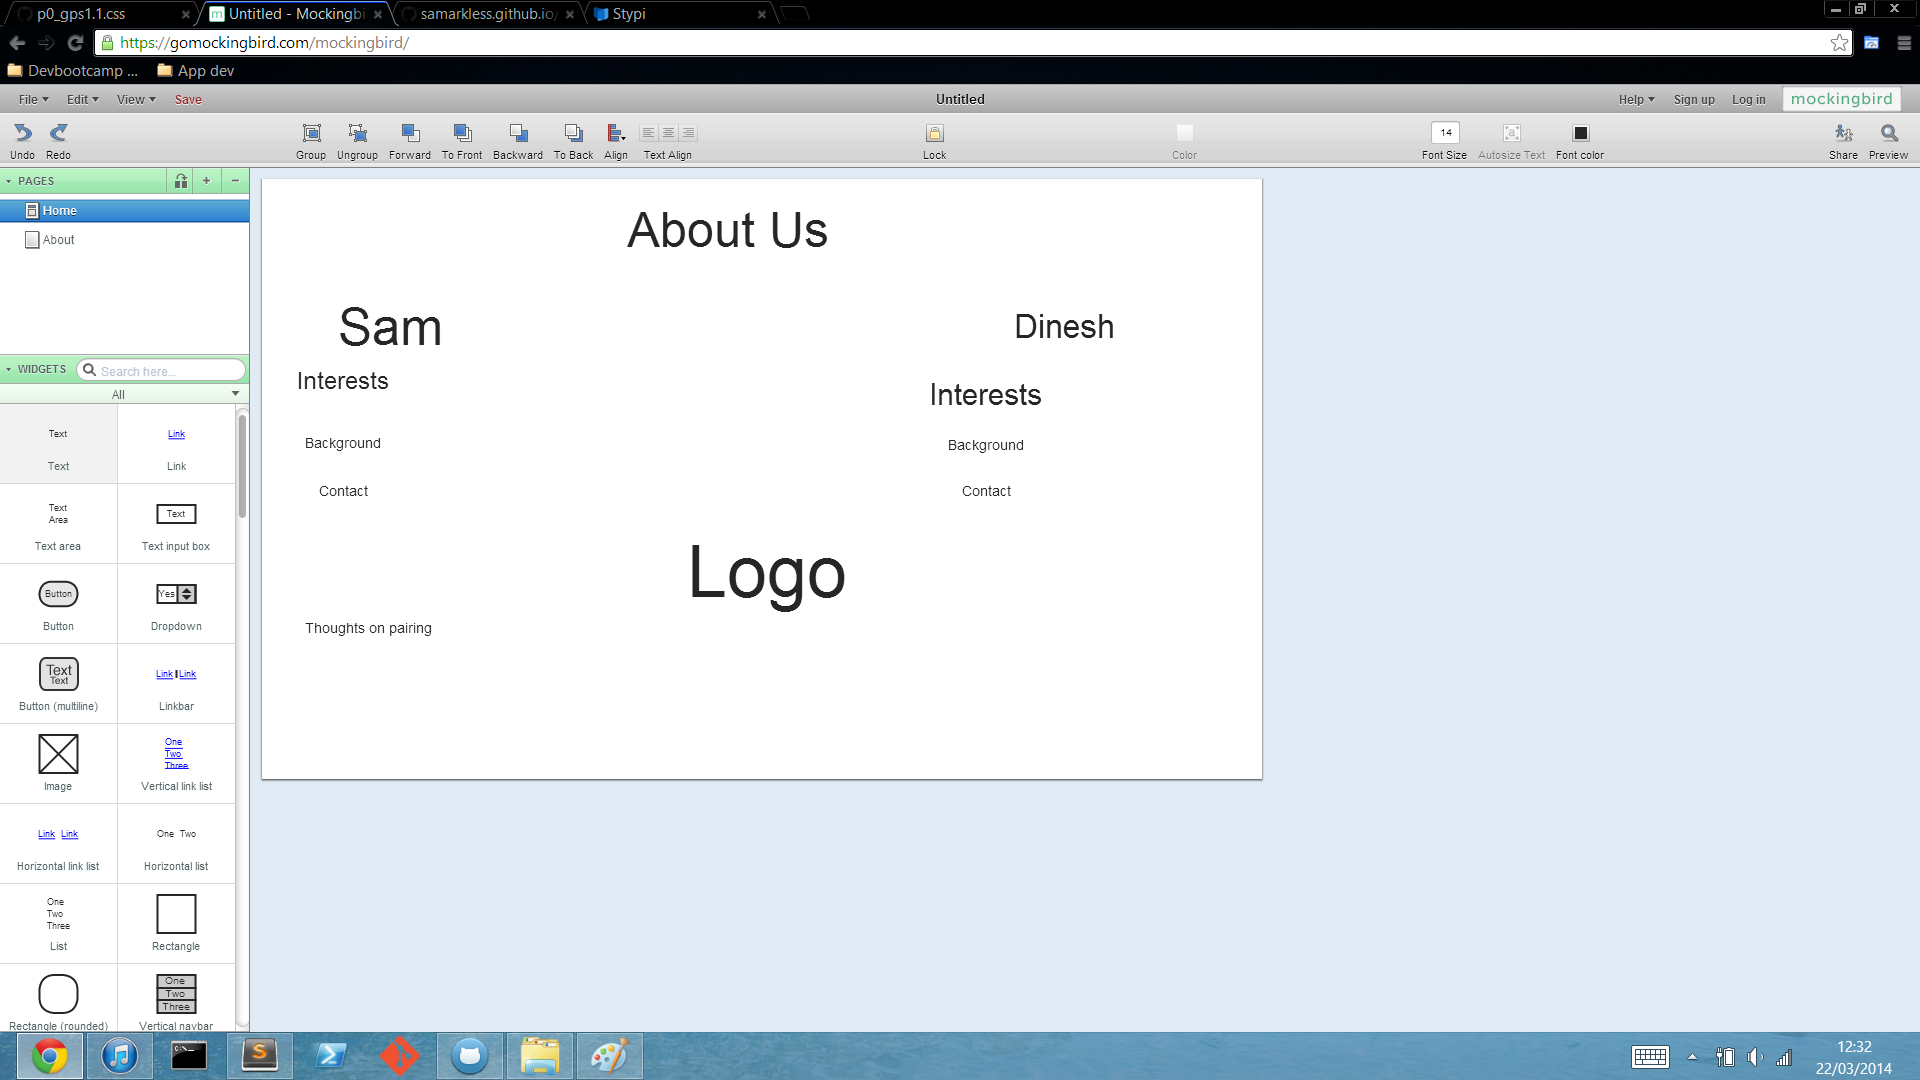 p0_gps1.1.css
Untitled - Mockingbi
samarkless.github.io/
Stypi
https://gomockingbird.com/mockingbird/
Devbootcamp ...
App dev
File Edit View Save
Untitled
Help Sign up Log in mockingbird
Undo Redo
Group Ungroup Forward To Front Backward To Back Align Text Align
Lock
Color
14
Font Size Autosize Text Font color
Share Preview
PAGES + −
Home
About
WIDGETS Search here...
All
Text Link
Text Link
Text
Area
Text
Text area Text input box
Button Yes
Button Dropdown
Text
Text
Link Link
Button (multiline) Linkbar
One
Two
Three
Image Vertical link list
Link Link One Two
Horizontal link list Horizontal list
One
Two
Three
List Rectangle
One
Two
Three
Rectangle (rounded) Vertical navbar
About Us
Sam
Dinesh
Interests
Interests
Background
Background
Contact
Contact
Logo
Thoughts on pairing
12:32
22/03/2014